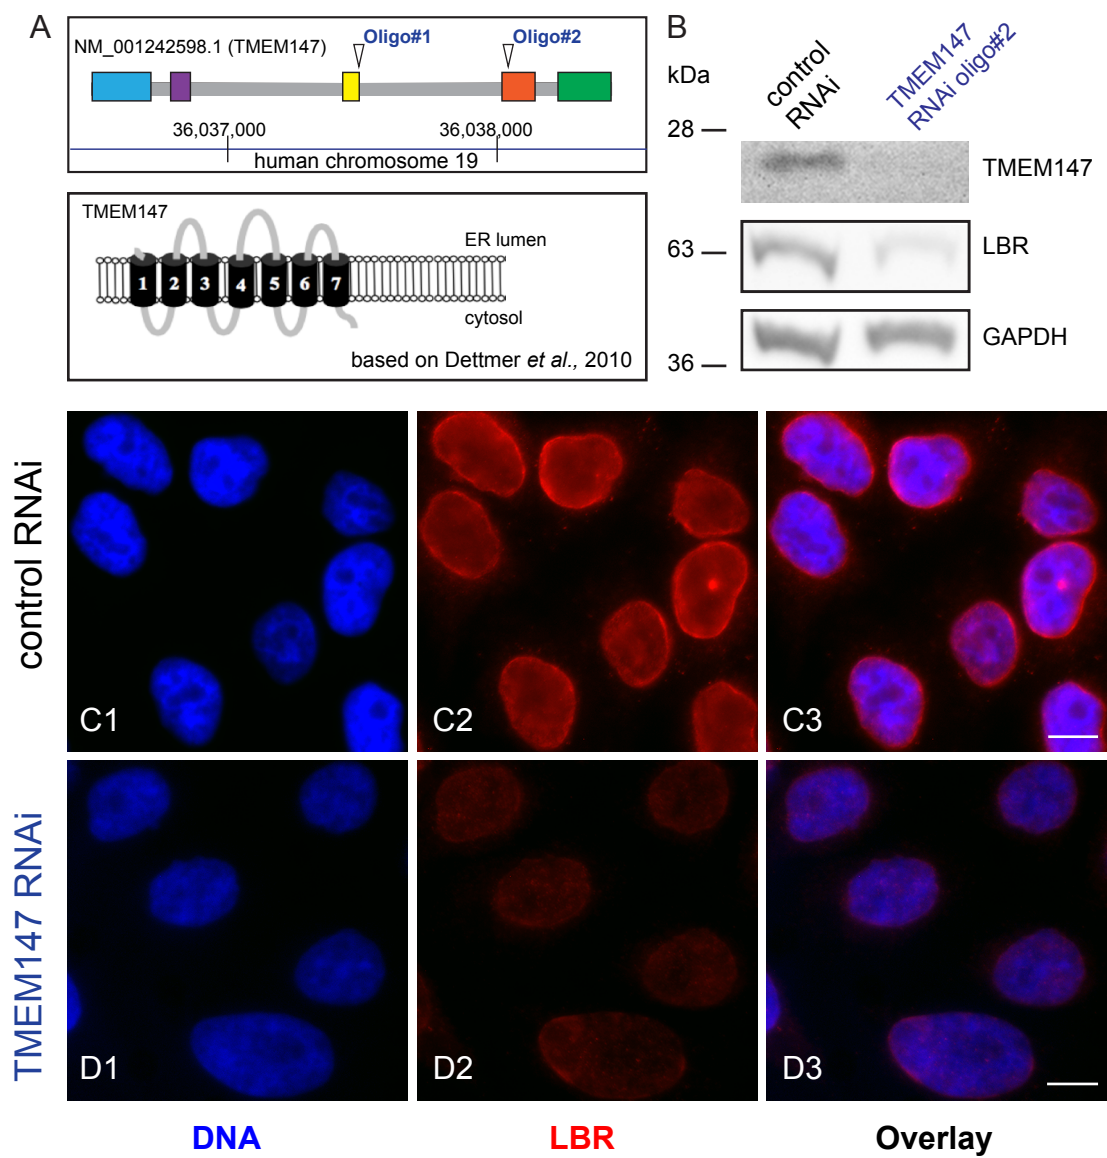 A
NM_001242598.1 (TMEM147)
Oligo#1
Oligo#2
36,037,000
36,038,000
human chromosome 19
TMEM147
ER lumen
1 2 3 4 5 6 7
cytosol
based on Dettmer et al., 2010
B
kDa
control
RNAi
TMEM147
RNAi oligo#2
28
TMEM147
63
LBR
GAPDH
36
control RNAi
C1
C2
C3
TMEM147 RNAi
D1
D2
D3
DNA
LBR
Overlay